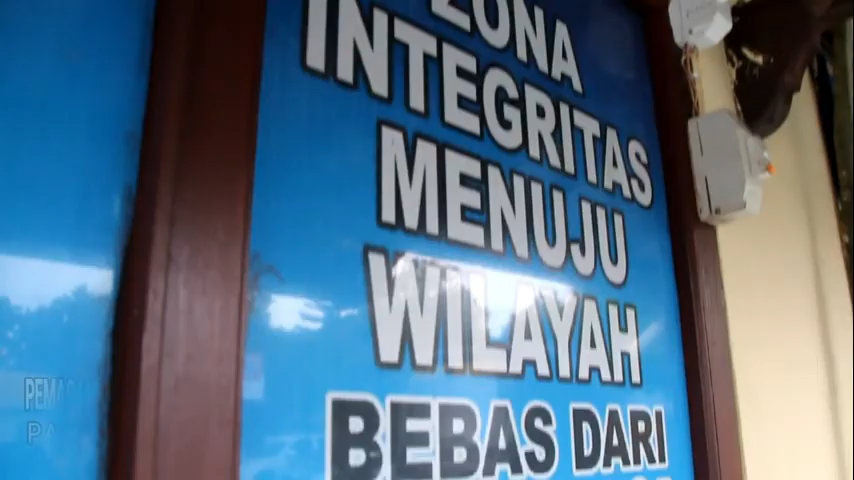 ZONA
INTEGRITAS
MENUJU
WILAYAH
BEBAS DARI